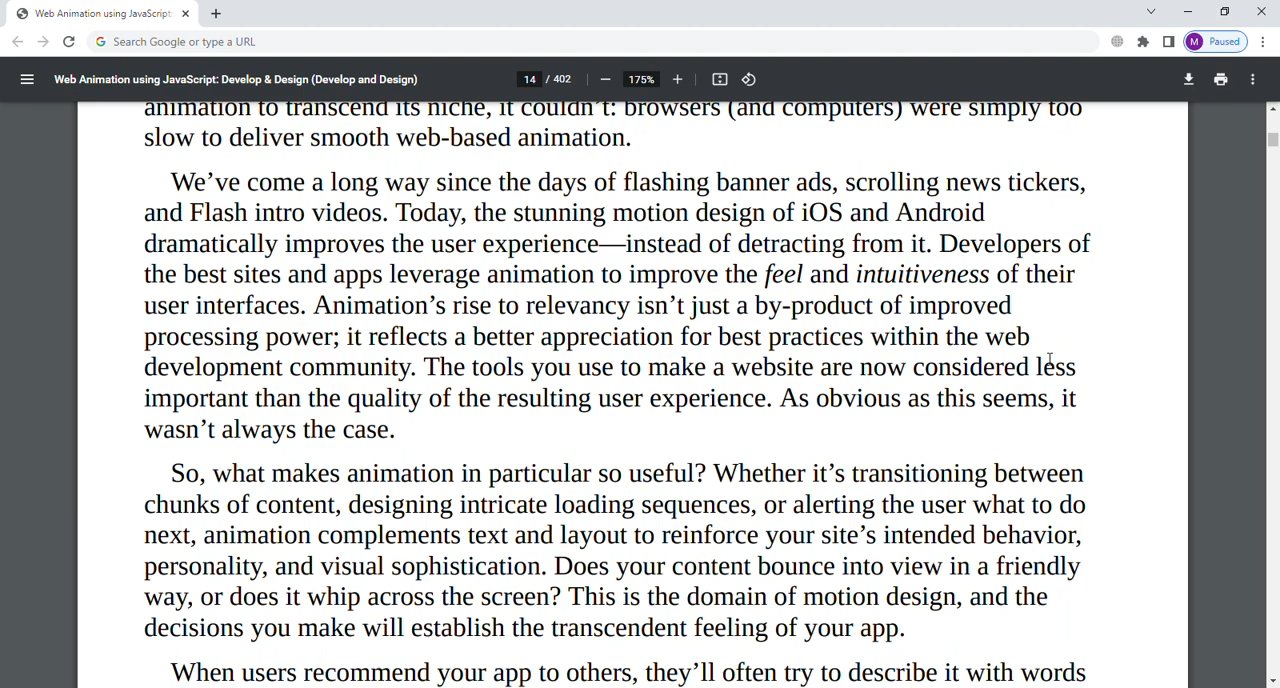 Web Animation using JavaScript:
Search Google or type a URL
M Paused
Web Animation using JavaScript: Develop & Design (Develop and Design)
14 / 402
175%
animation to transcend its niche, it couldn’t: browsers (and computers) were simply too
slow to deliver smooth web-based animation.
We’ve come a long way since the days of flashing banner ads, scrolling news tickers,
and Flash intro videos. Today, the stunning motion design of iOS and Android
dramatically improves the user experience—instead of detracting from it. Developers of
the best sites and apps leverage animation to improve the feel and intuitiveness of their
user interfaces. Animation’s rise to relevancy isn’t just a by-product of improved
processing power; it reflects a better appreciation for best practices within the web
development community. The tools you use to make a website are now considered less
important than the quality of the resulting user experience. As obvious as this seems, it
wasn’t always the case.
So, what makes animation in particular so useful? Whether it’s transitioning between
chunks of content, designing intricate loading sequences, or alerting the user what to do
next, animation complements text and layout to reinforce your site’s intended behavior,
personality, and visual sophistication. Does your content bounce into view in a friendly
way, or does it whip across the screen? This is the domain of motion design, and the
decisions you make will establish the transcendent feeling of your app.
When users recommend your app to others, they’ll often try to describe it with words